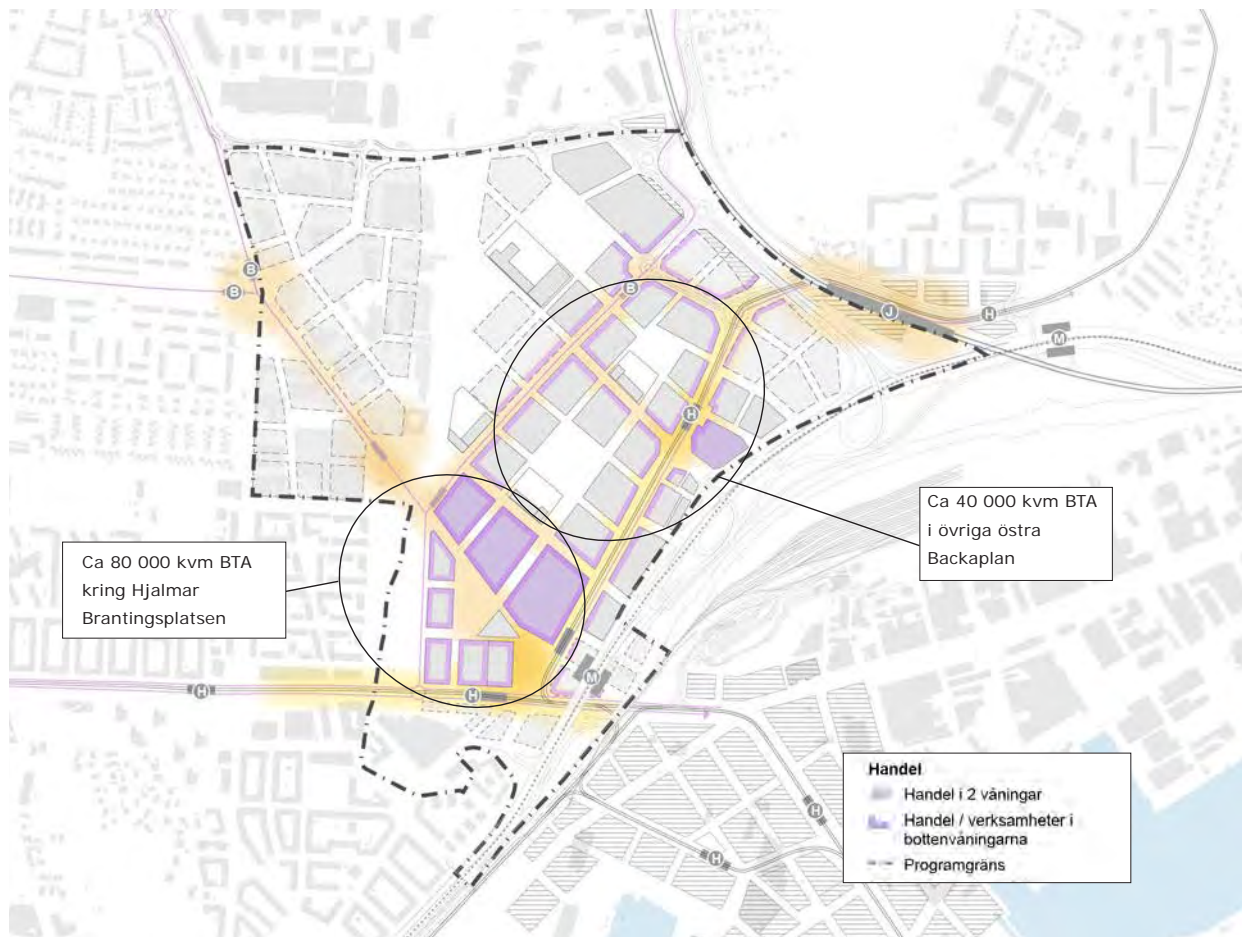 B
B
B
J
H
M
H
Ca 80 000 kvm BTA
kring Hjalmar
Brantingsplatsen
Ca 40 000 kvm BTA
i övriga östra
Backaplan
M
H
H
Handel
Handel i 2 våningar
Handel / verksamheter i
bottenvåningarna
Programgräns
H
H